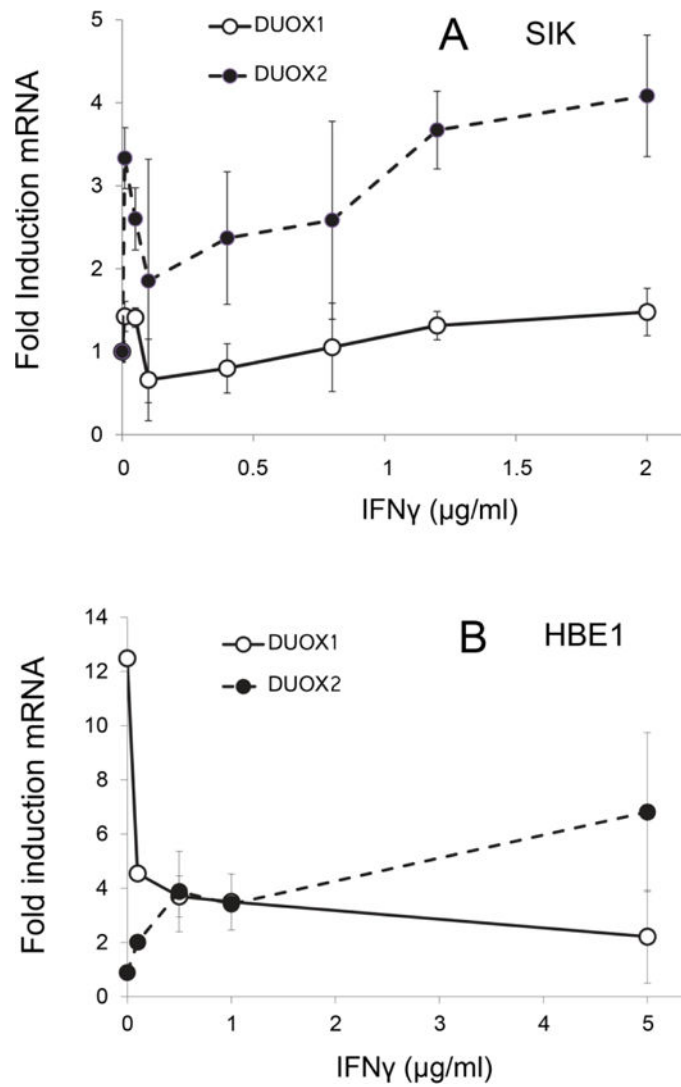 DUOX1
DUOX2
A SIK
Fold Induction mRNA
5
4
3
2
1
0
0 0.5 1 1.5 2
IFNγ (µg/ml)
DUOX1
DUOX2
B HBE1
Fold induction mRNA
14
12
10
8
6
4
2
0
0 1 2 3 4 5
IFNγ (µg/ml)